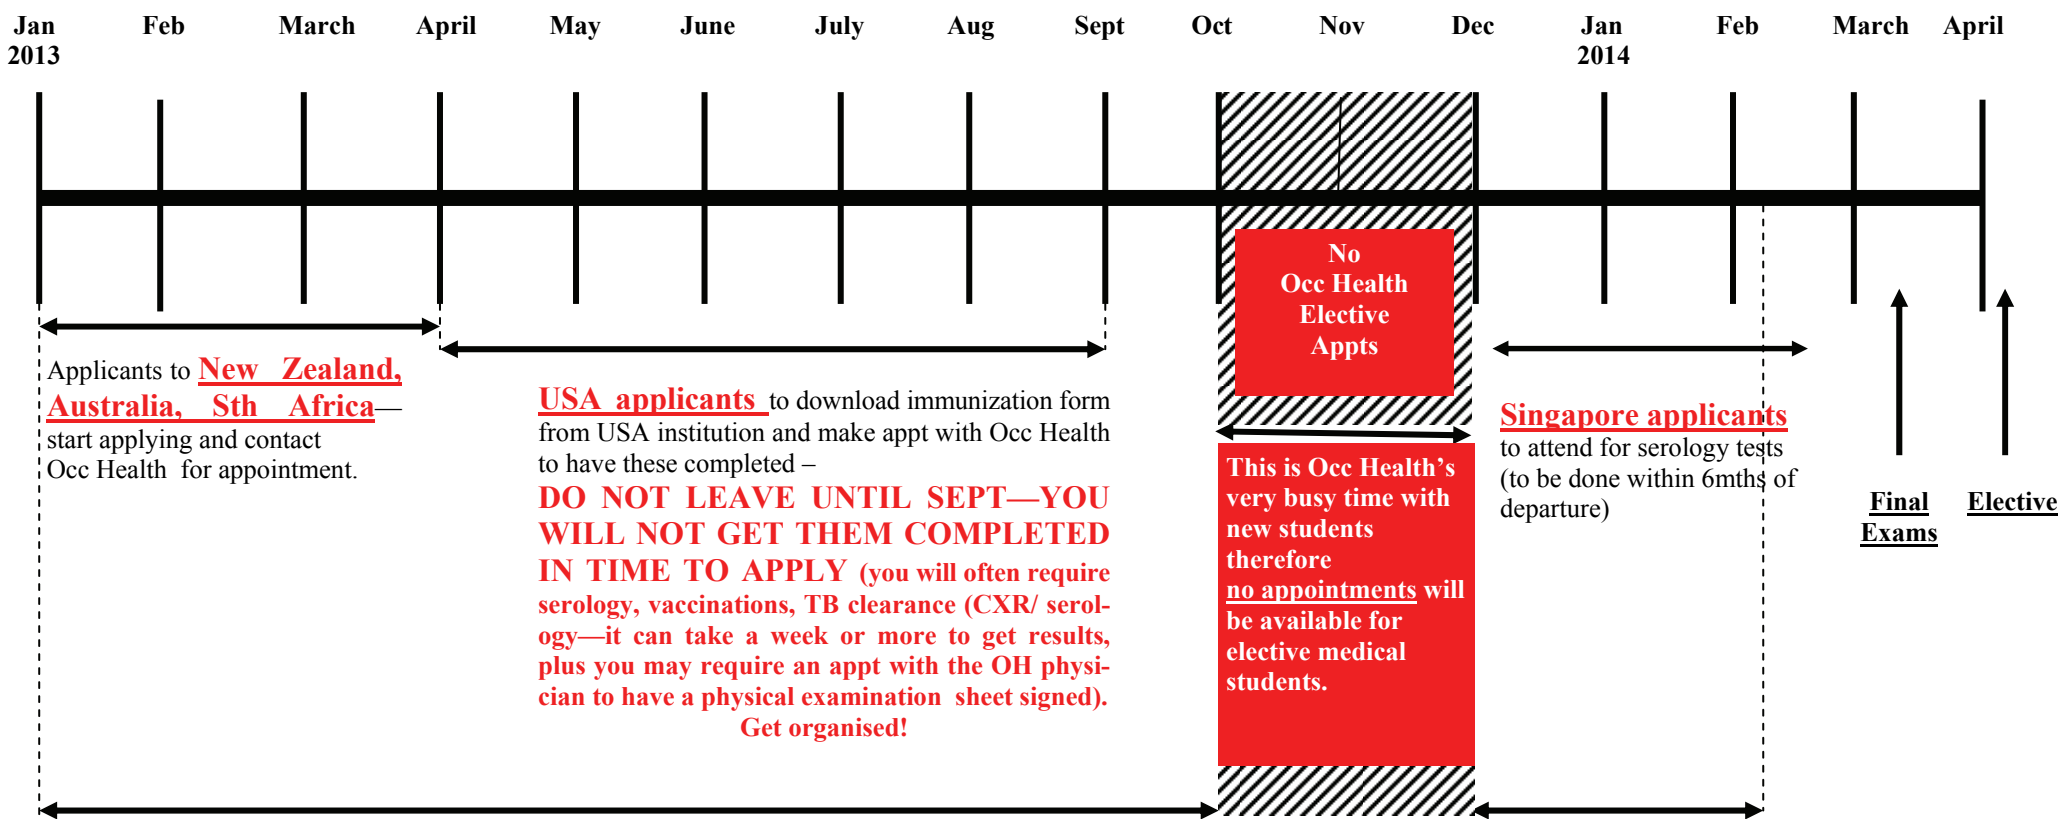 Jan Feb March April May June July Aug Sept Oct Nov Dec Jan Feb March April
2013 2014
Applicants to New Zealand,
Australia, Sth Africa—
start applying and contact
Occ Health for appointment.
USA applicants to download immunization form
from USA institution and make appt with Occ Health
to have these completed –
DO NOT LEAVE UNTIL SEPT—YOU
WILL NOT GET THEM COMPLETED
IN TIME TO APPLY (you will often require
serology, vaccinations, TB clearance (CXR/ serol-
ogy—it can take a week or more to get results,
plus you may require an appt with the OH physi-
cian to have a physical examination sheet signed).
Get organised!
No
Occ Health
Elective
Appts
This is Occ Health’s
very busy time with
new students
therefore
no appointments will
be available for
elective medical
students.
Singapore applicants
to attend for serology tests
(to be done within 6mths of
departure)
Final
Exams
Elective